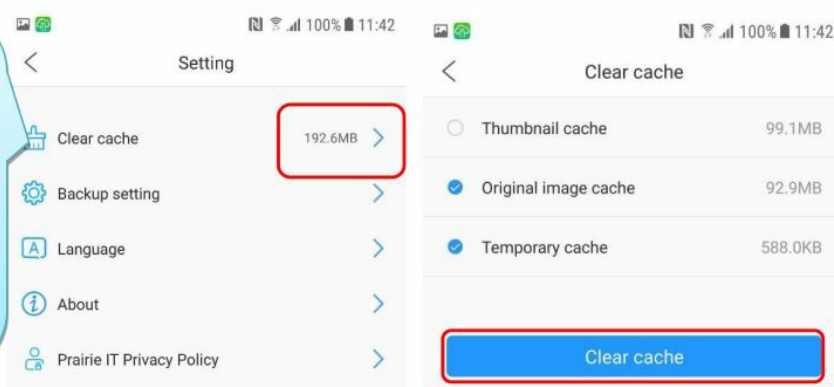 100% 11:42
Setting
Clear cache 192.6MB
Backup setting
A Language
i About
Prairie IT Privacy Policy
100% 11:42
Clear cache
Thumbnail cache 99.1MB
Original image cache 92.9MB
Temporary cache 588.0KB
Clear cache